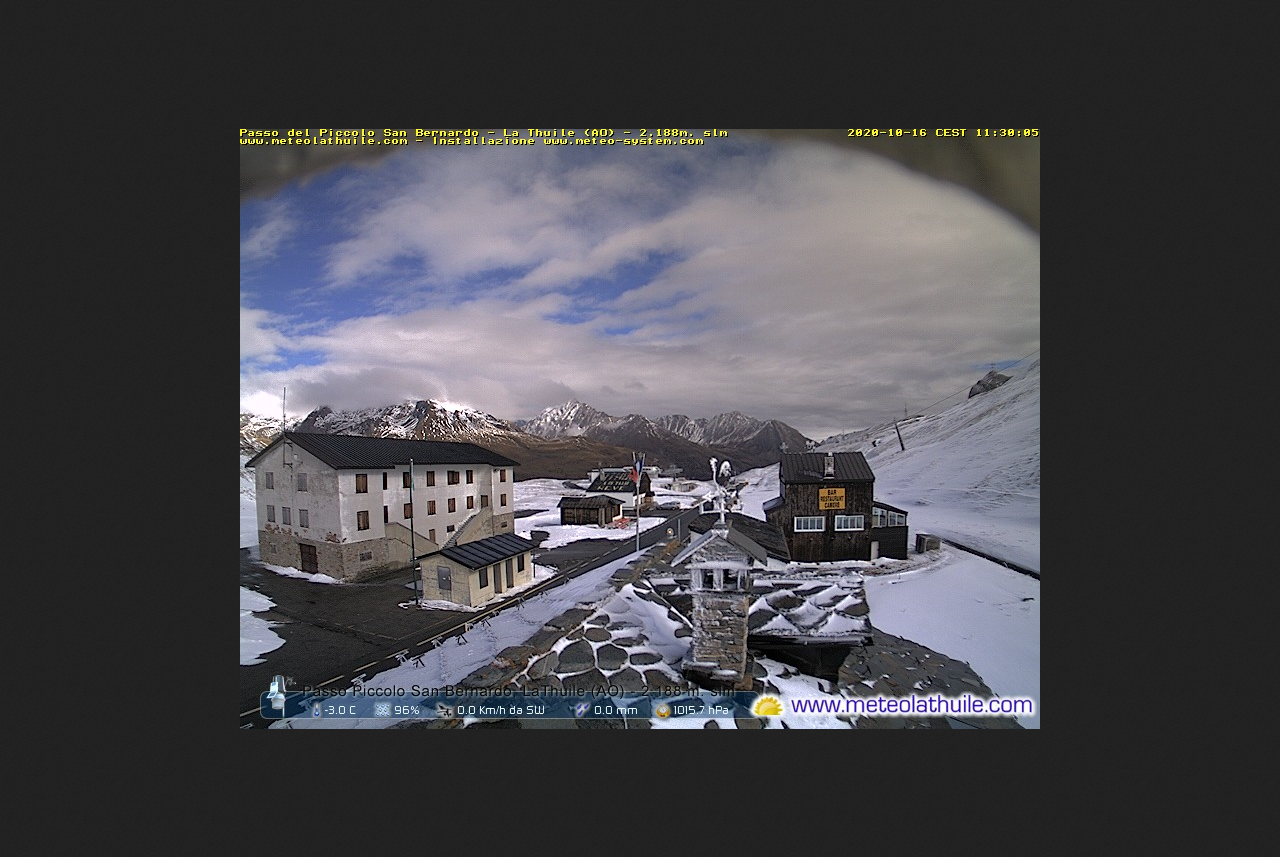 Passo del Piccolo San Bernardo - La Thuile (AO) - 2.188m. slm
2020-10-16 CEST 11:30:05
www.meteolathuile.com - Installazione www.meteo-system.com
BAR
RESTAURANT
Passo Piccolo San Bernardo, LaThuile (AO) - 2.188 m. slm
-3.0 C 96% 0.0 Km/h da SW 0.0 mm 1015.7 hPa
www.meteolathuile.com